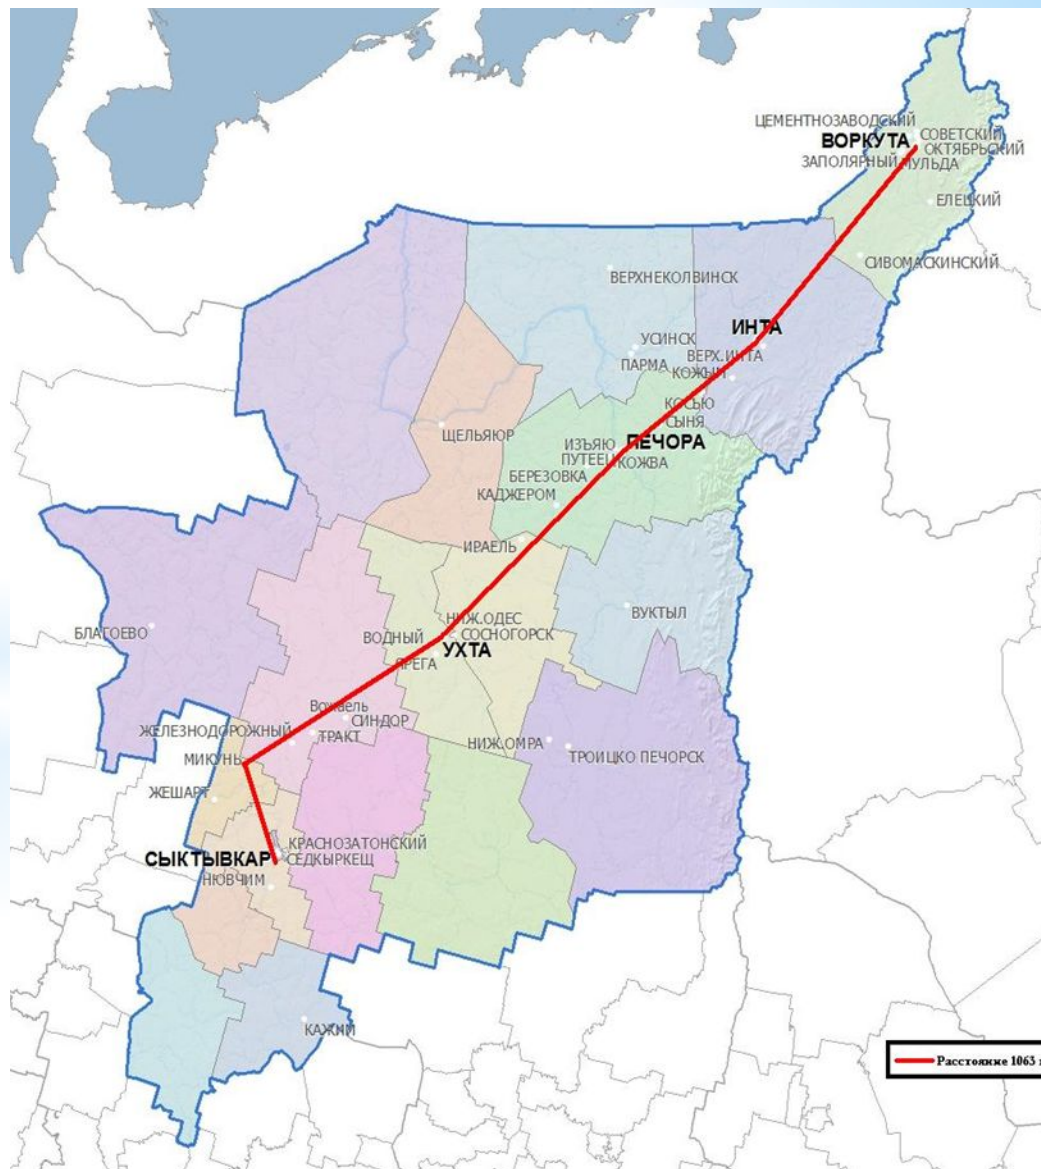 ЦЕМЕНТНОЗАВОДСКИЙ
СОВЕТСКИЙ
ВОРКУТА
ОКТЯБРЬСКИЙ
ЗАПОЛЯРНЫЙ
МУЛЬДА
ЕЛЕЦКИЙ
СИВОМАСКИНСКИЙ
ВЕРХНЕКОЛВИНСК
ИНТА
УСИНСК
ВЕРХ.ИНТА
ПАРМА
КОЖЫМ
КОСЬЮ
СЫНЯ
ЩЕЛЬЯЮР
ИЗЪЯЮ
ПЕЧОРА
ПУТЕЕЦ
КОЖВА
БЕРЕЗОВКА
КАДЖЕРОМ
ИРАЕЛЬ
ВУКТЫЛ
НИЖ.ОДЕС
БЛАГОЕВО
ВОДНЫЙ
СОСНОГОРСК
УХТА
ЯРЕГА
Вожаель
СИНДОР
ЖЕЛЕЗНОДОРОЖНЫЙ
ТРАКТ
НИЖ.ОМРА
ТРОИЦКО ПЕЧОРСК
МИКУНЬ
ЖЕШАРТ
КРАСНОЗАТОНСКИЙ
СЫКТЫВКАР
СЕДКЫРКЕЩ
НЮВЧИМ
КАЖИМ
Расстояние 1063